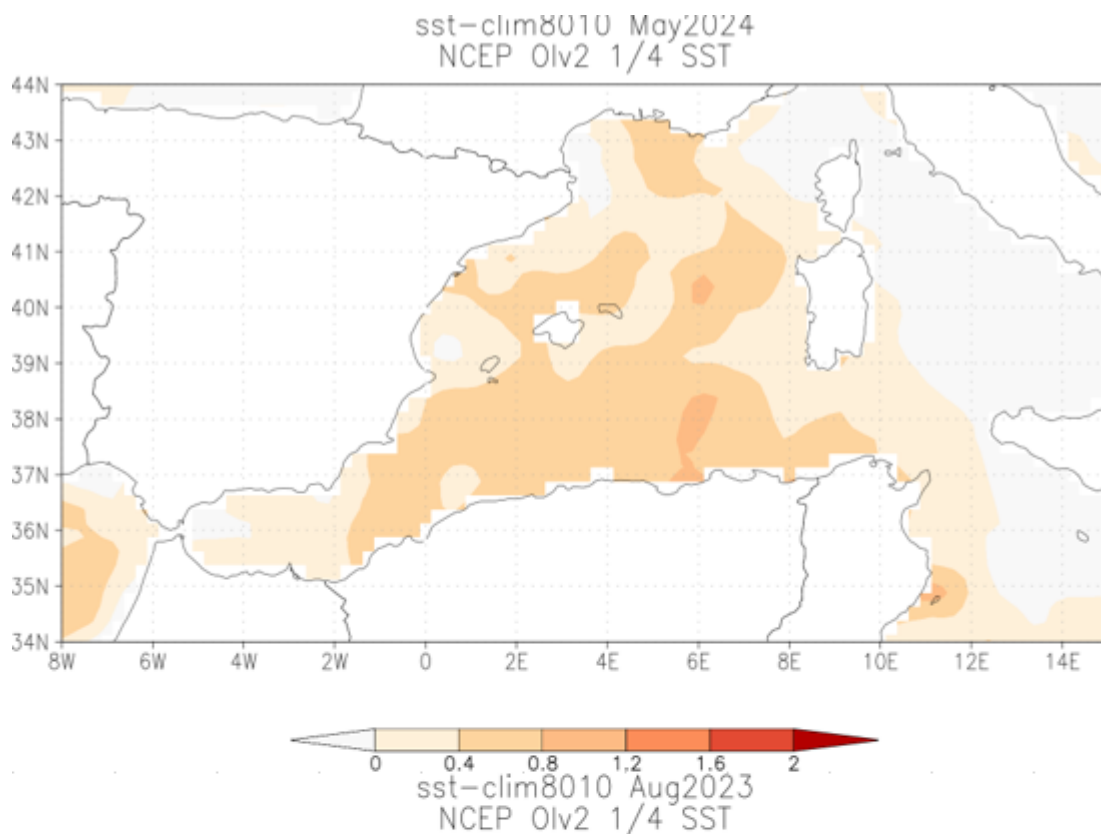 sst-clim8010 May2024
NCEP OIv2 1/4 SST
44N
43N
42N
41N
40N
39N
38N
37N
36N
35N
34N
8W 6W 4W 2W 0 2E 4E 6E 8E 10E 12E 14E
0 0.4 0.8 1.2 1.6 2
sst-clim8010 Aug2023
NCEP OIv2 1/4 SST